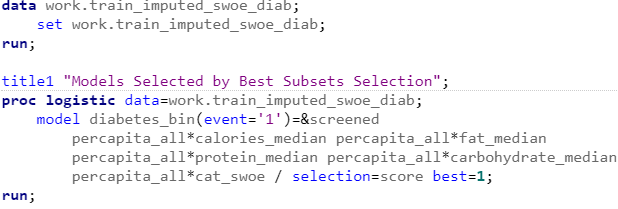 data work.train_imputed_swoe_diab;
set work.train_imputed_swoe_diab;
run;
title1 "Models Selected by Best Subsets Selection";
proc logistic data=work.train_imputed_swoe_diab;
model diabetes_bin(event='1')=&screened
percapita_all*calories_median percapita_all*fat_median
percapita_all*protein_median percapita_all*carbohydrate_median
percapita_all*cat_swoe / selection=score best=1;
run;